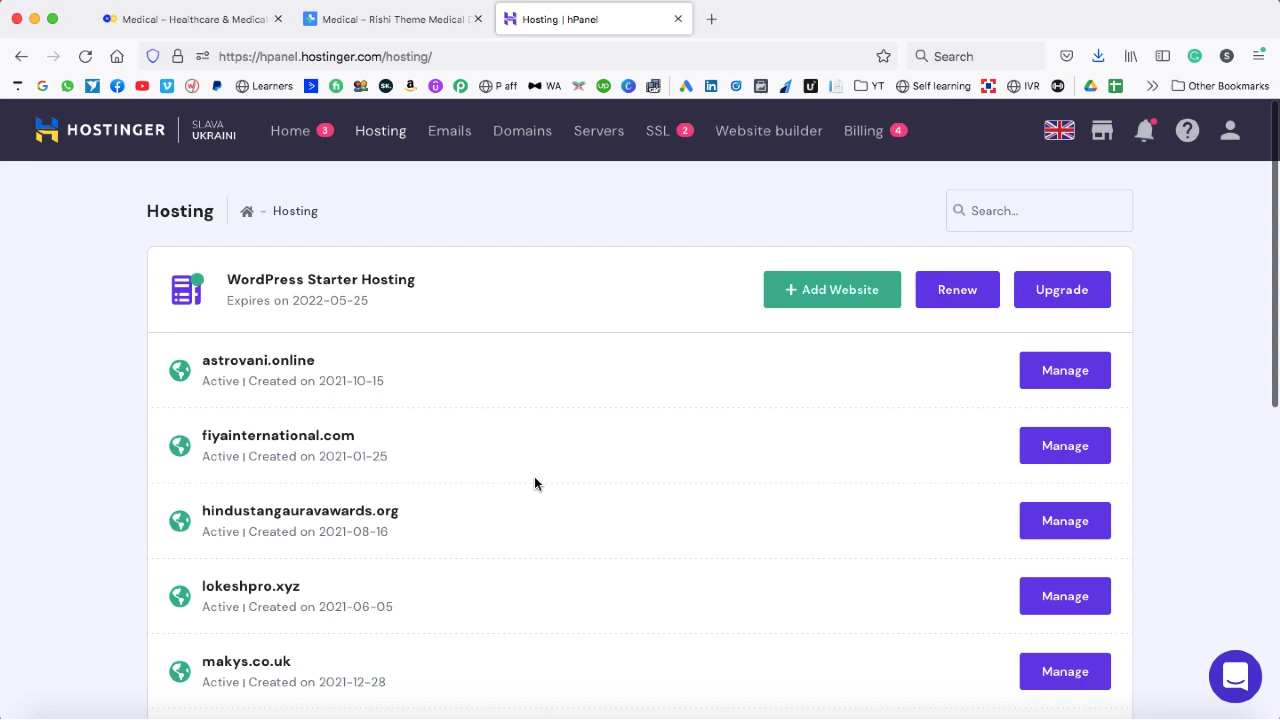 Medical – Healthcare & Medical
Medical – Rishi Theme Medical D
Hosting | hPanel
https://hpanel.hostinger.com/hosting/
Search
Learners
P aff
WA
YT
Self learning
IVR
Other Bookmarks
HOSTINGER
SLAVA
UKRAINI
Home 3
Hosting
Emails
Domains
Servers
SSL 2
Website builder
Billing 4
Hosting
- Hosting
Search...
WordPress Starter Hosting
Expires on 2022-05-25
+ Add Website
Renew
Upgrade
astrovani.online
Active | Created on 2021-10-15
Manage
fiyainternational.com
Active | Created on 2021-01-25
Manage
hindustangauravawards.org
Active | Created on 2021-08-16
Manage
lokeshpro.xyz
Active | Created on 2021-06-05
Manage
makys.co.uk
Active | Created on 2021-12-28
Manage